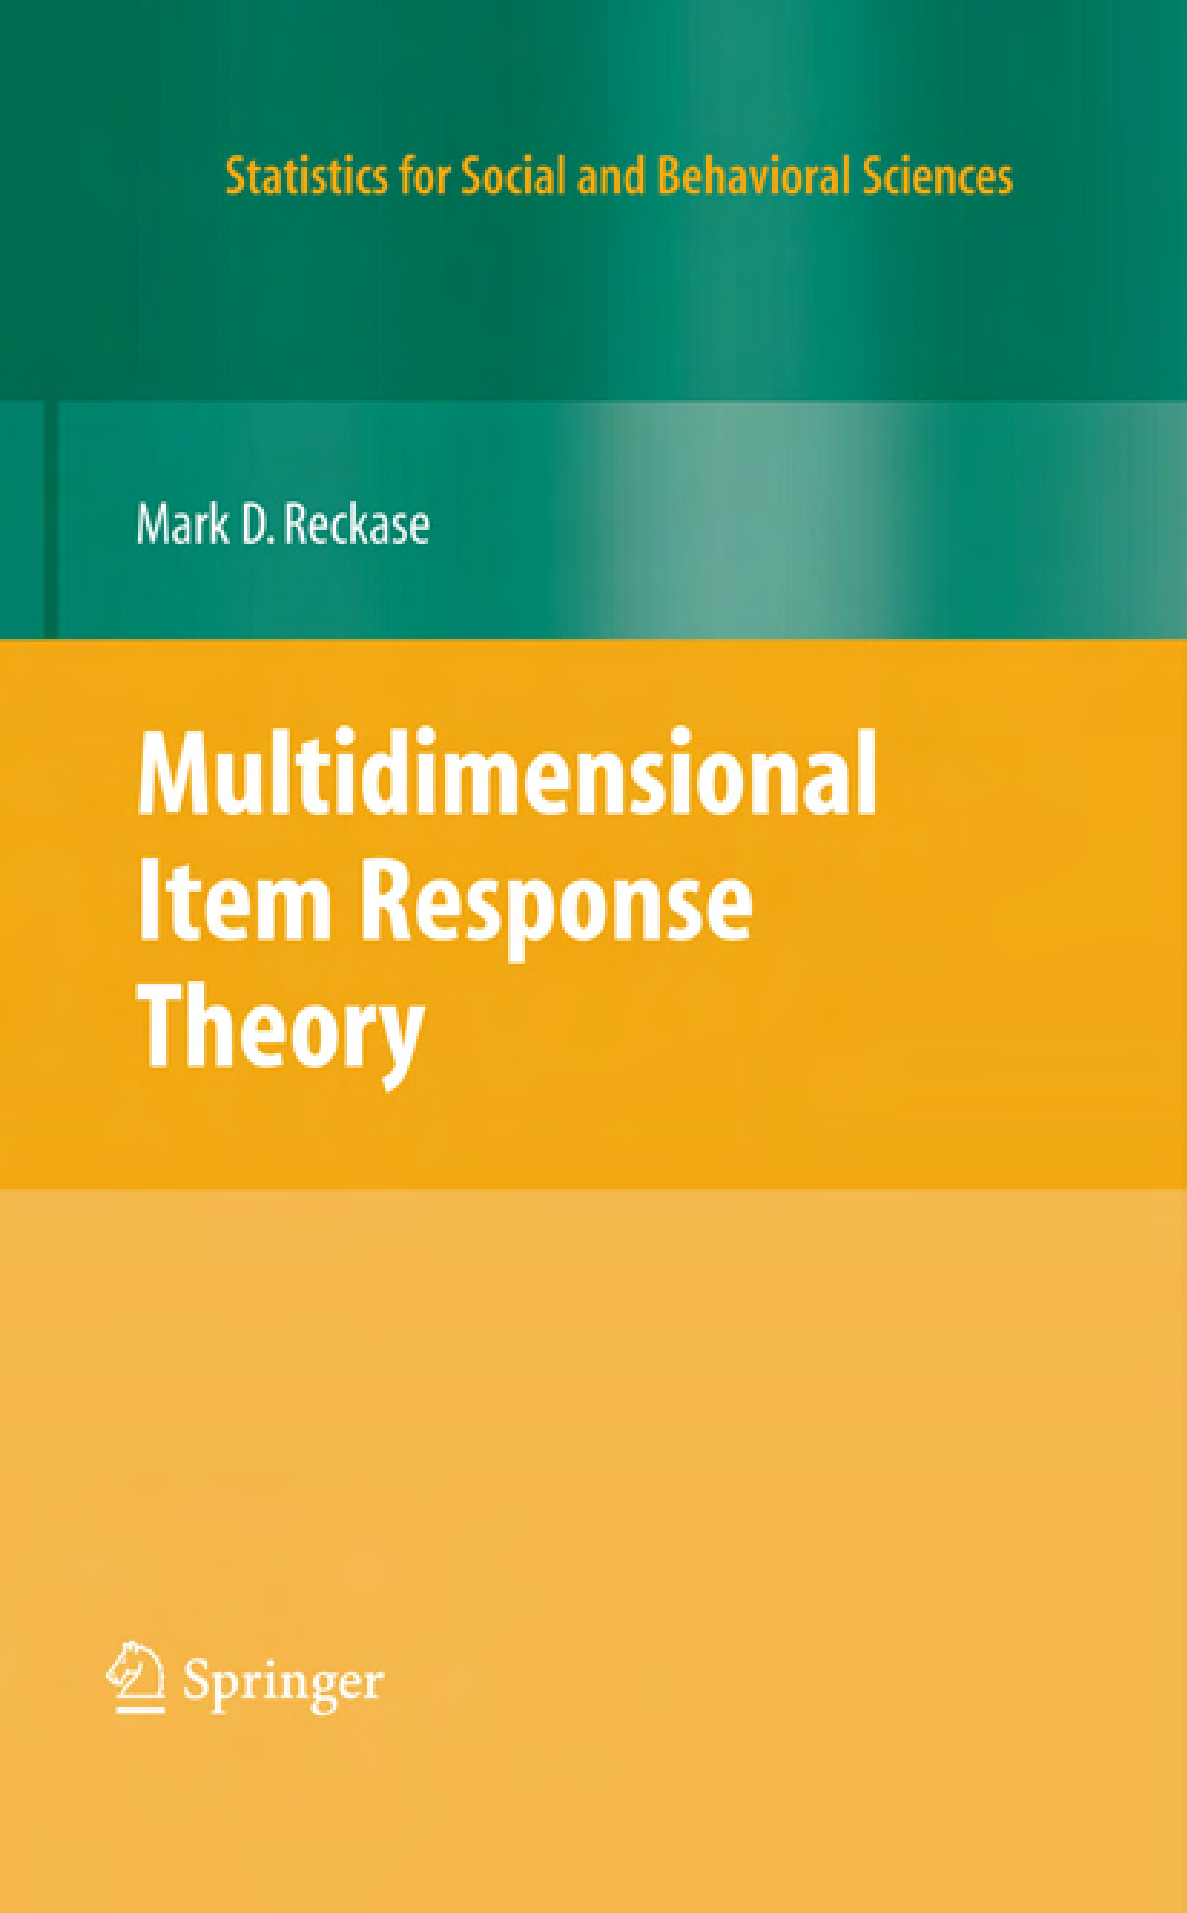 Statistics for Social and Behavioral Sciences
Mark D. Reckase
Multidimensional
Item Response
Theory
Springer